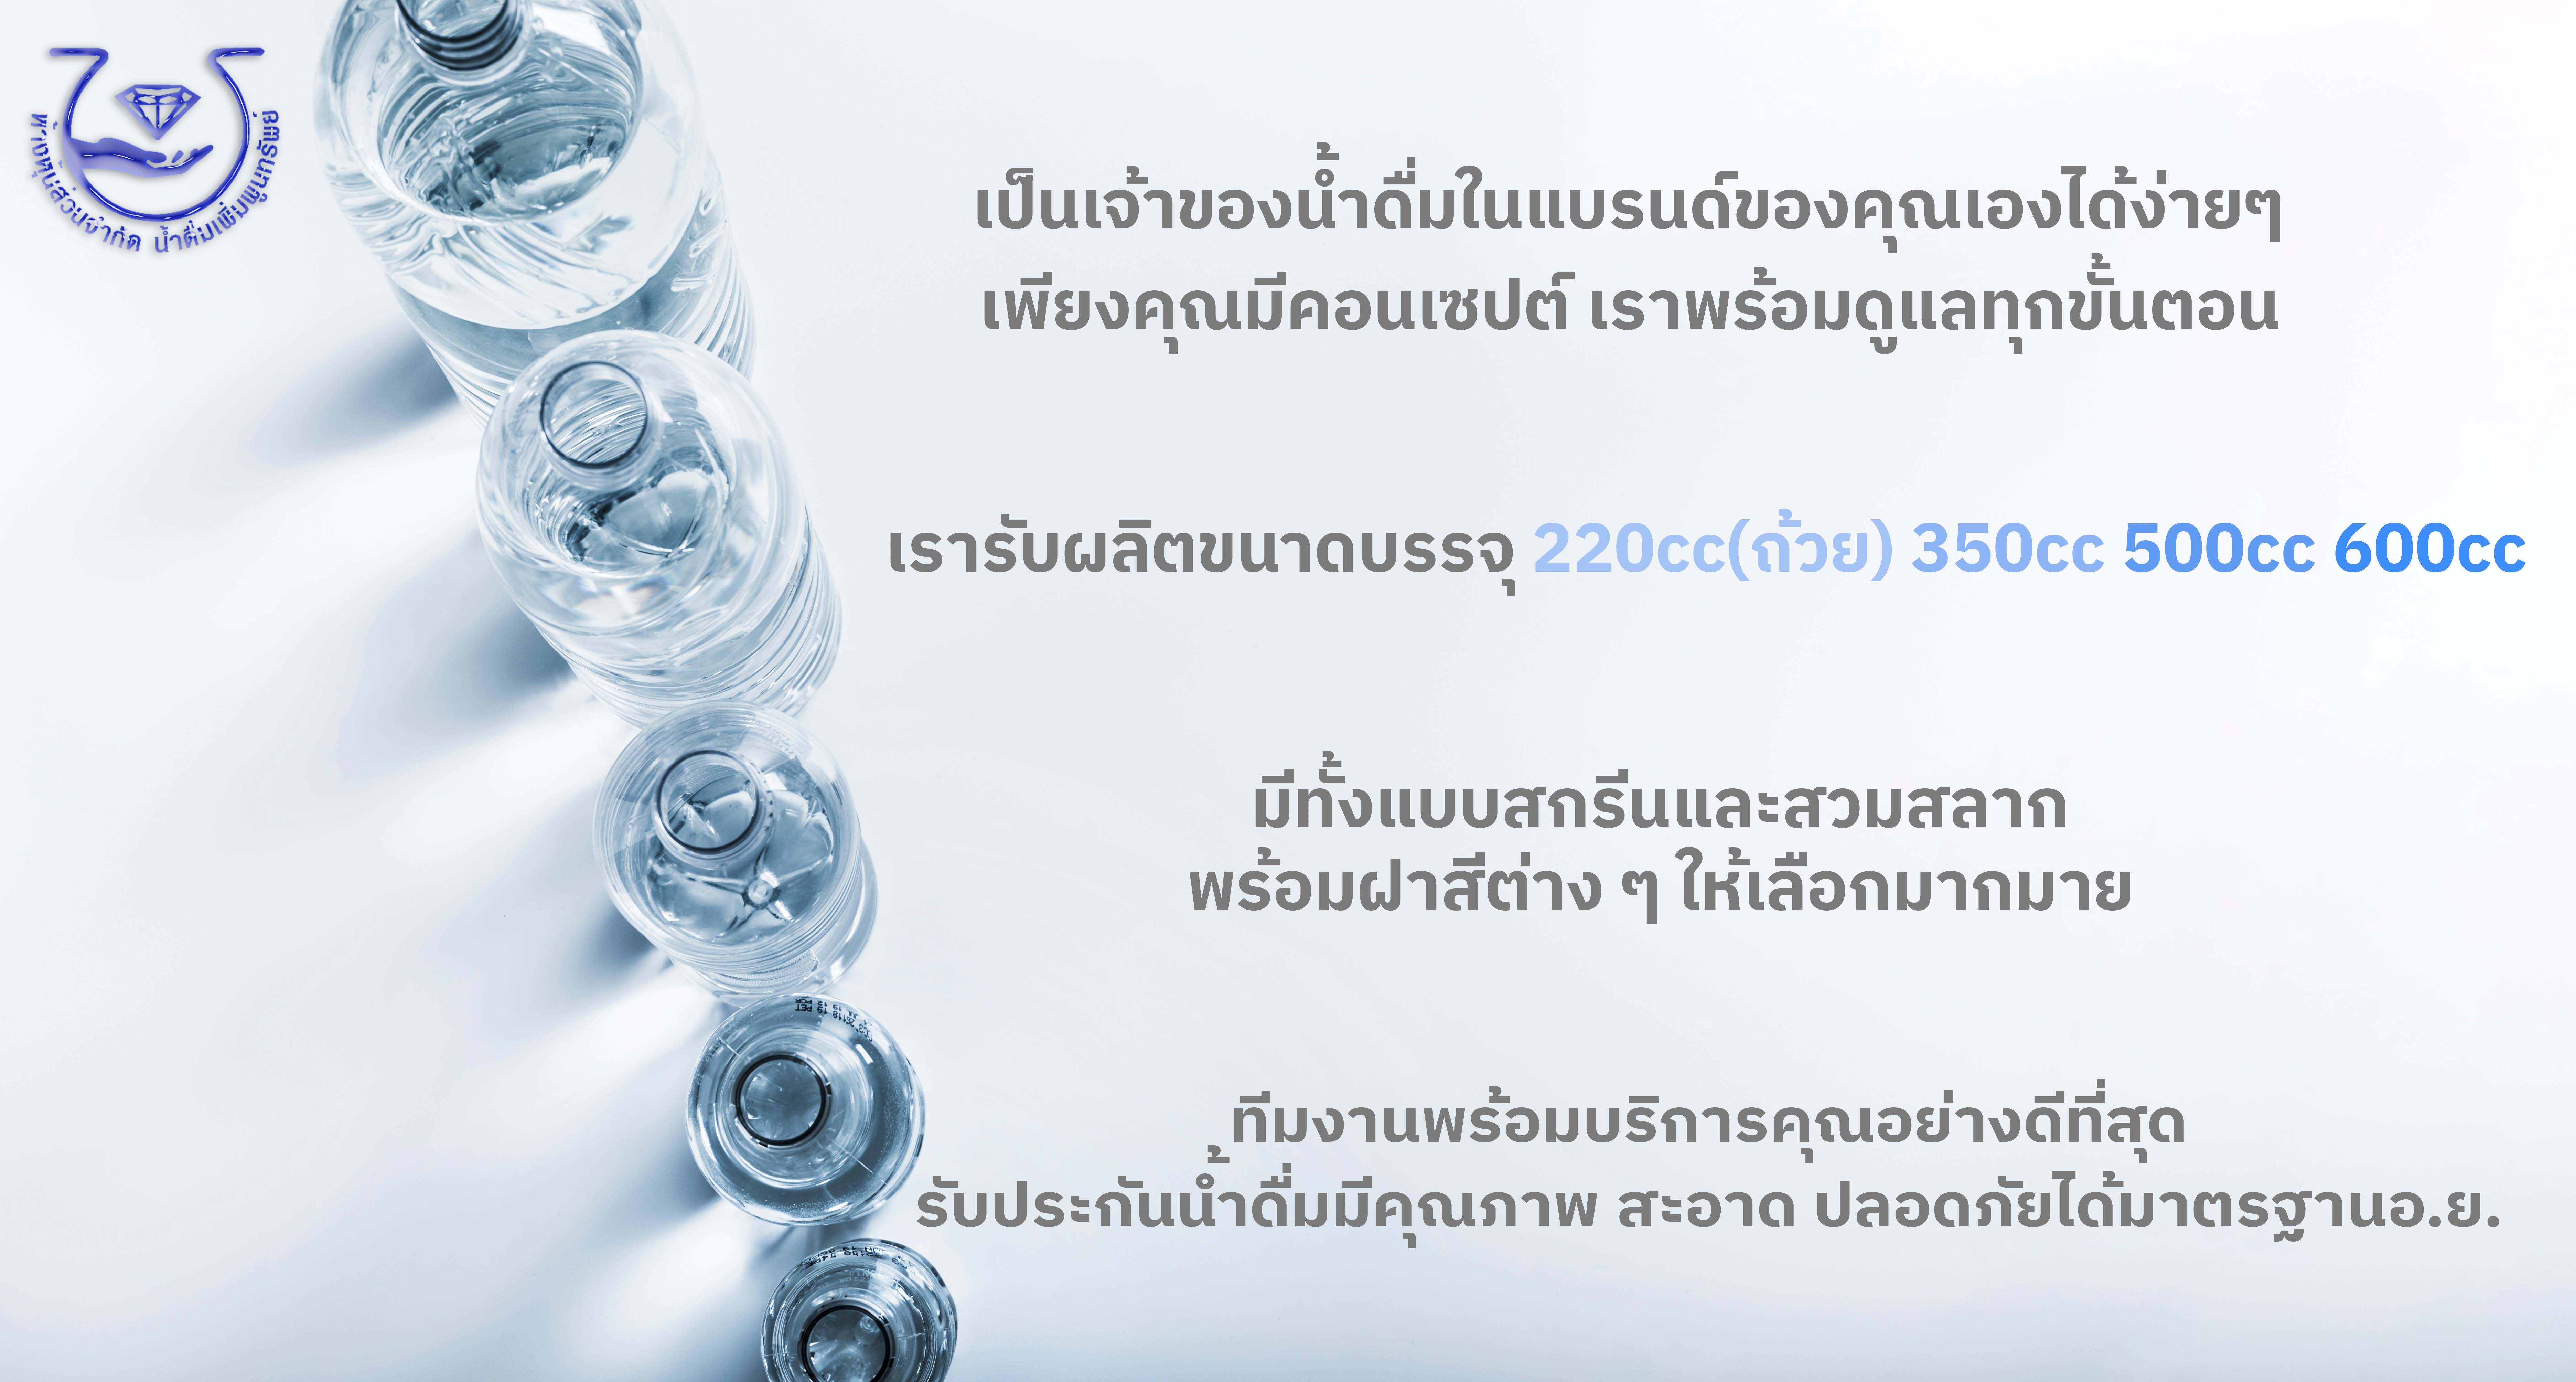 ห้างหุ้นส่วนจำกัด น้ำดื่มเพิ่มพูนทรัพย์
เป็นเจ้าของน้ำดื่มในแบรนด์ของคุณเองได้ง่ายๆ
เพียงคุณมีคอนเซปต์ เราพร้อมดูแลทุกขั้นตอน
เรารับผลิตขนาดบรรจุ 220cc(ถ้วย) 350cc 500cc 600cc
มีทั้งแบบสกรีนและสวมสลาก
พร้อมฝาสีต่าง ๆ ให้เลือกมากมาย
ทีมงานพร้อมบริการคุณอย่างดีที่สุด
รับประกันน้ำดื่มมีคุณภาพ สะอาด ปลอดภัยได้มาตรฐานอ.ย.